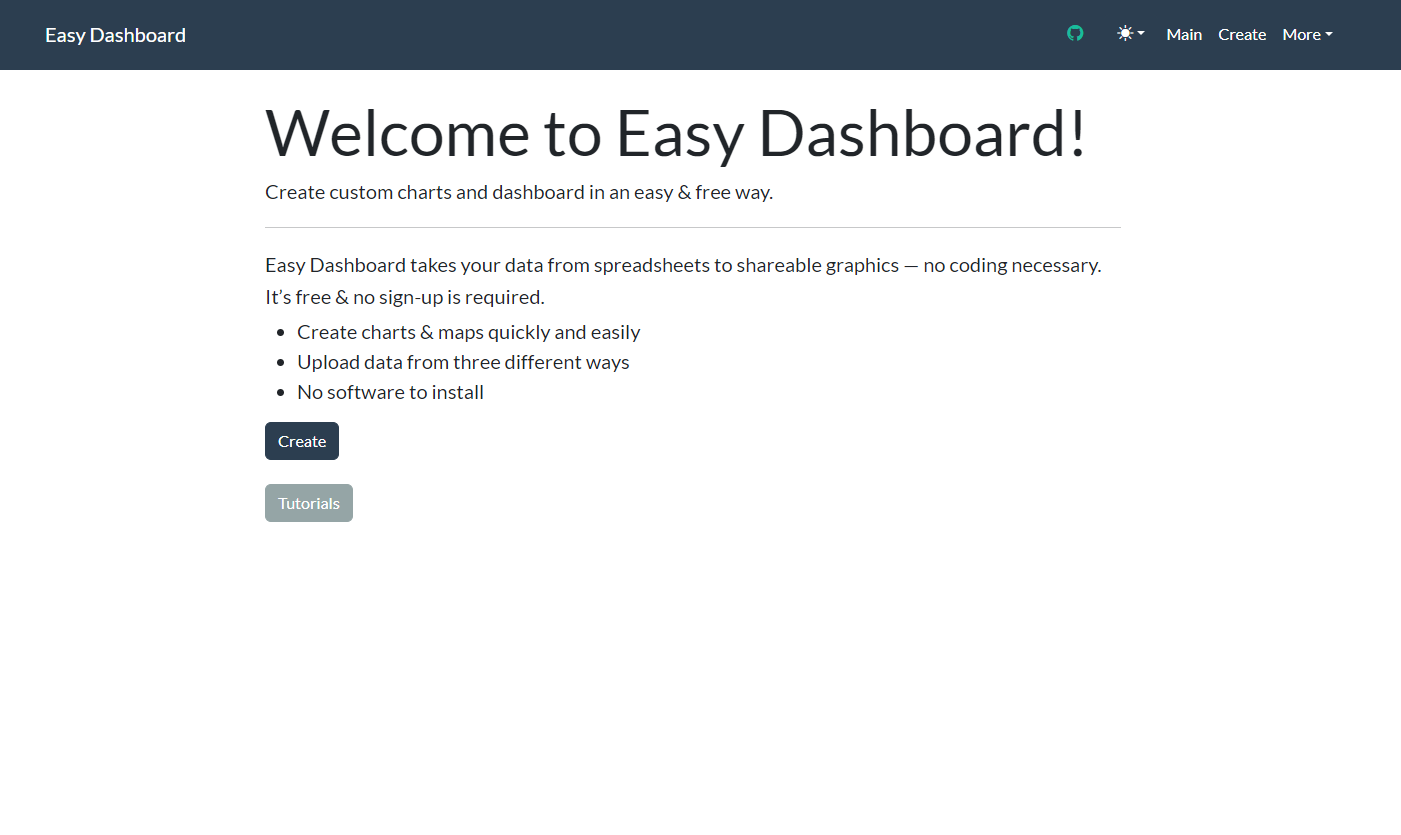 Easy Dashboard
Main Create More
Welcome to Easy Dashboard!
Create custom charts and dashboard in an easy & free way.
Easy Dashboard takes your data from spreadsheets to shareable graphics — no coding necessary.
It’s free & no sign-up is required.
Create charts & maps quickly and easily
Upload data from three different ways
No software to install
Create
Tutorials